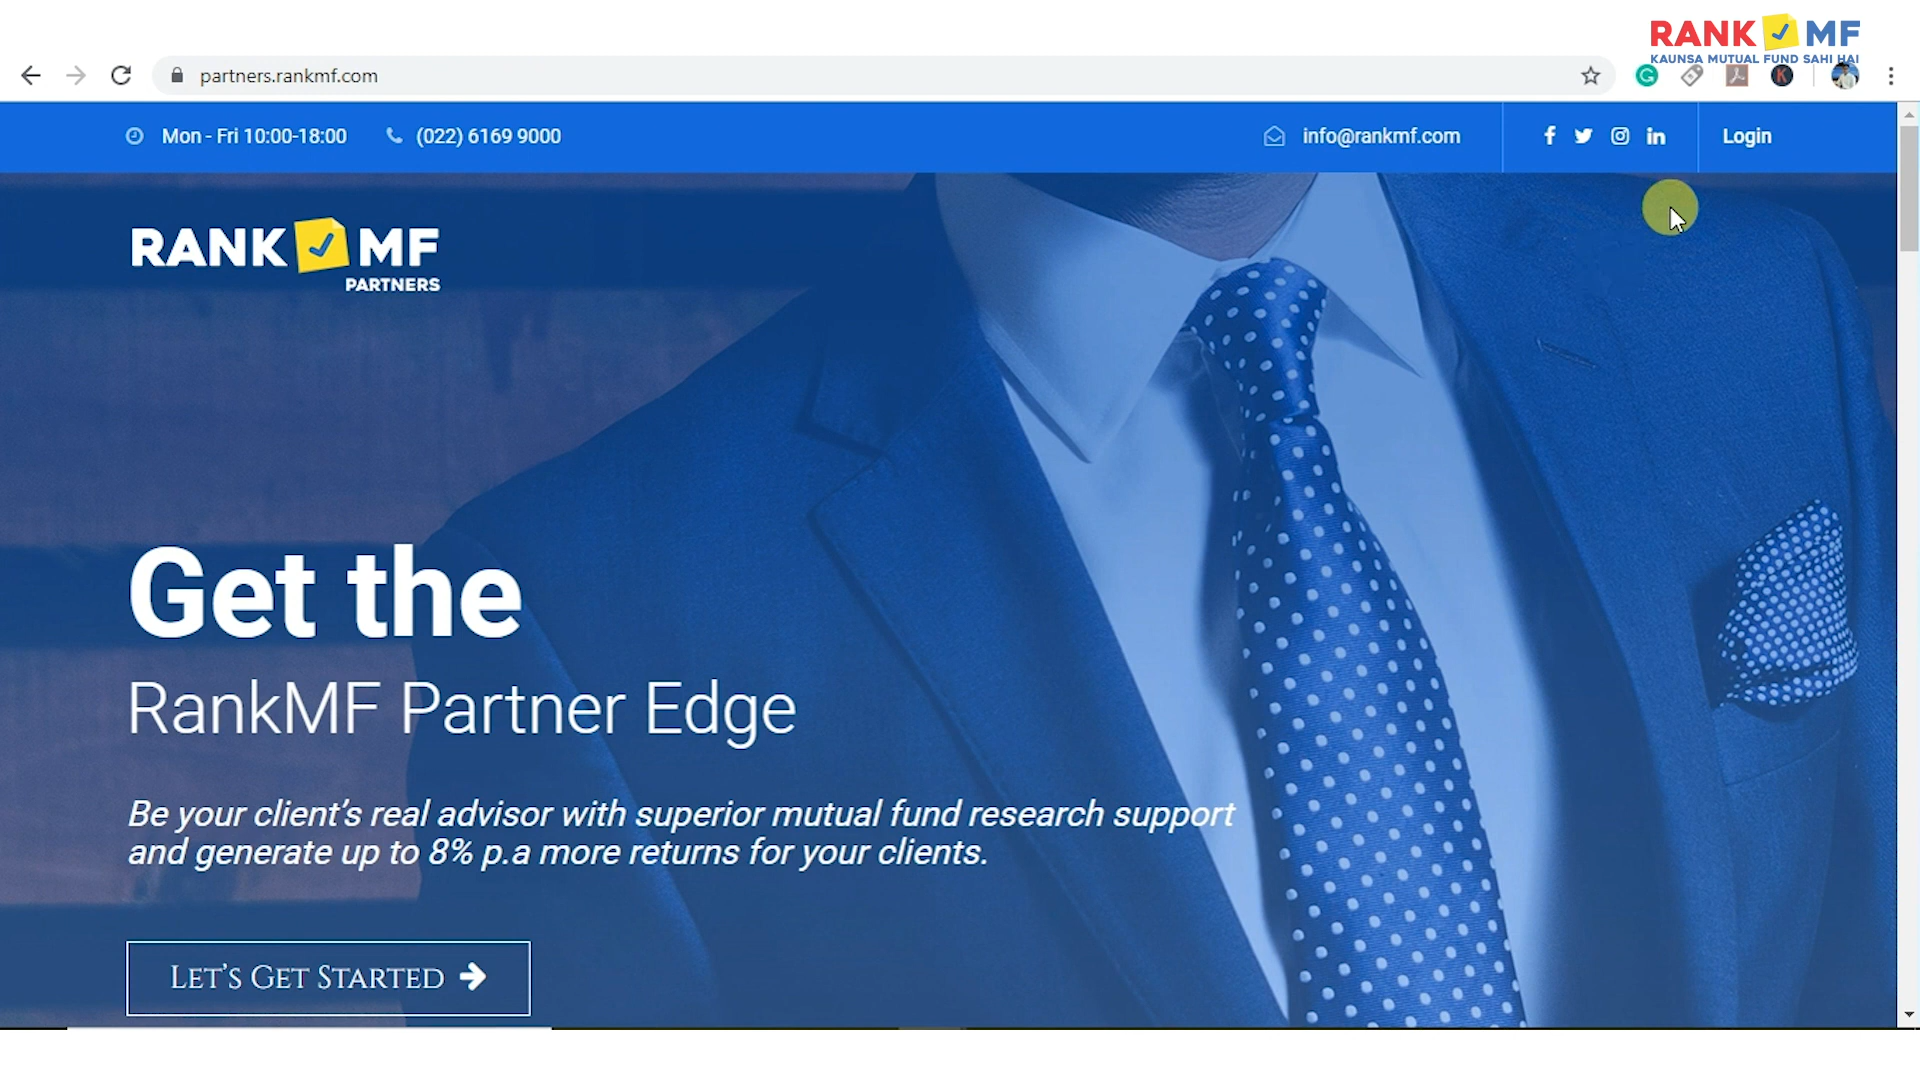 RANK MF
KAUNSA MUTUAL FUND SAHI HAI
partners.rankmf.com
Mon - Fri 10:00-18:00
(022) 6169 9000
info@rankmf.com
Login
RANK MF
PARTNERS
Get the
RankMF Partner Edge
Be your client's real advisor with superior mutual fund research support
and generate up to 8% p.a more returns for your clients.
LET'S GET STARTED